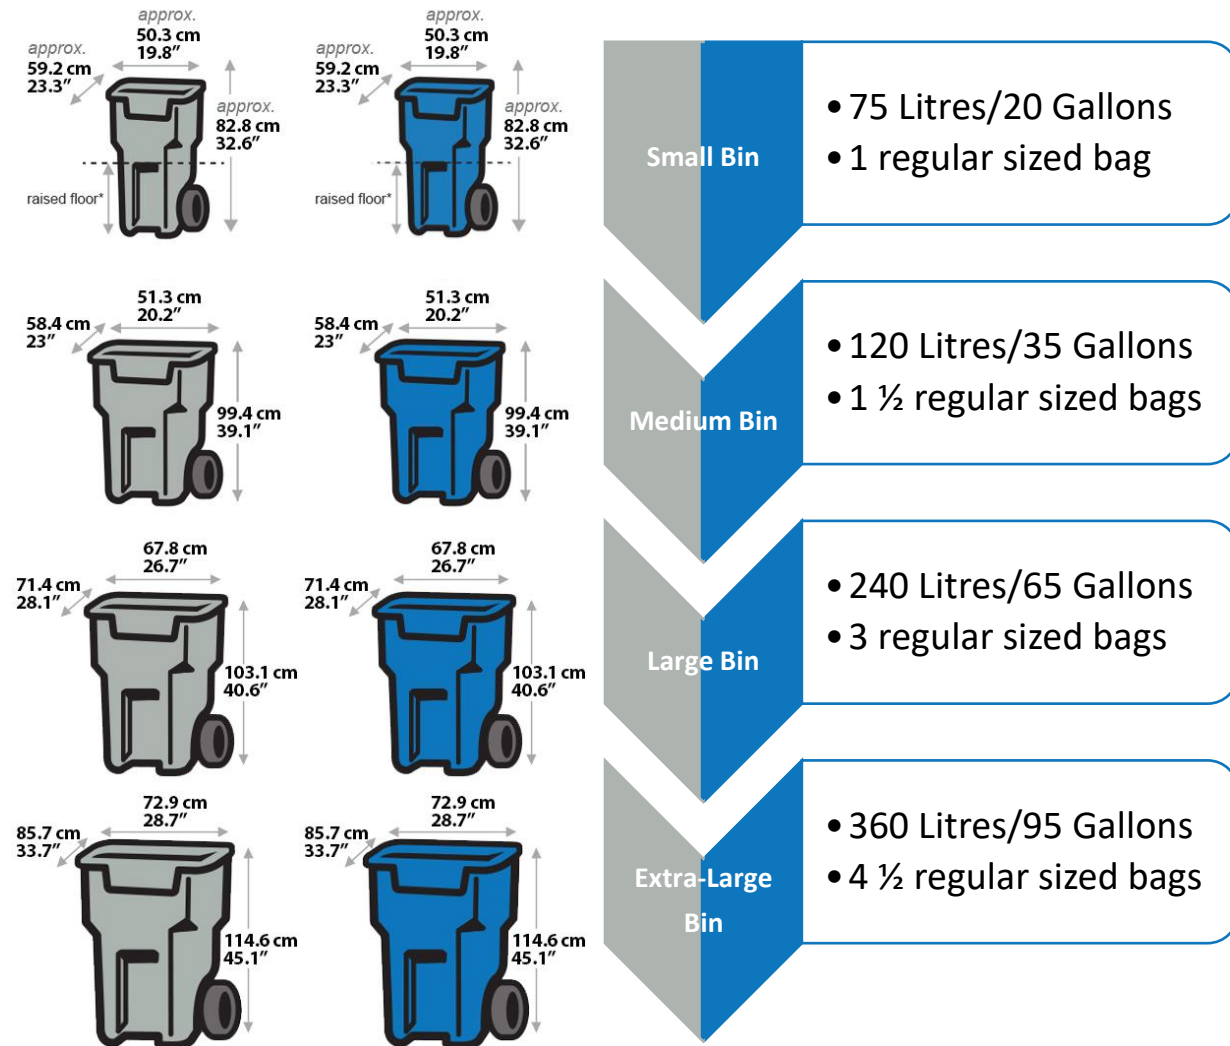 approx.
50.3 cm
19.8”
approx.
59.2 cm
23.3”
approx.
82.8 cm
32.6”
raised floor*
approx.
50.3 cm
19.8”
approx.
59.2 cm
23.3”
approx.
82.8 cm
32.6”
raised floor*
Small Bin
• 75 Litres/20 Gallons
• 1 regular sized bag
51.3 cm
20.2”
58.4 cm
23”
99.4 cm
39.1”
51.3 cm
20.2”
58.4 cm
23”
99.4 cm
39.1”
Medium Bin
• 120 Litres/35 Gallons
• 1 ½ regular sized bags
67.8 cm
26.7”
71.4 cm
28.1”
103.1 cm
40.6”
67.8 cm
26.7”
71.4 cm
28.1”
103.1 cm
40.6”
Large Bin
• 240 Litres/65 Gallons
• 3 regular sized bags
72.9 cm
28.7”
85.7 cm
33.7”
114.6 cm
45.1”
72.9 cm
28.7”
85.7 cm
33.7”
114.6 cm
45.1”
Extra-Large
Bin
• 360 Litres/95 Gallons
• 4 ½ regular sized bags